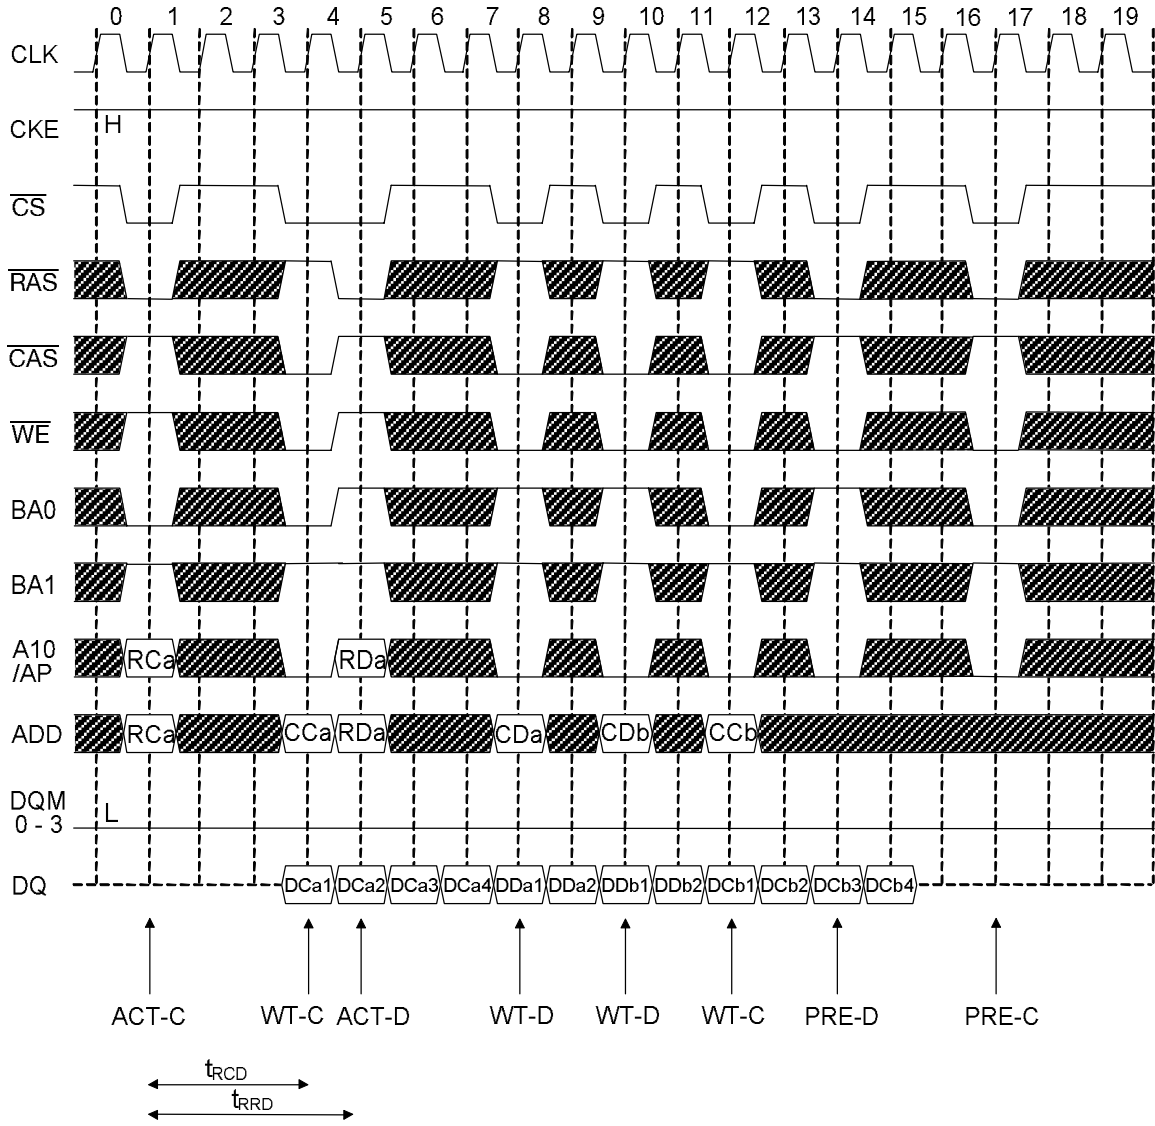 0 1 2 3 4 5 6 7 8 9 10 11 12 13 14 15 16 17 18 19
CLK
CKE H
CS
RAS
CAS
WE
BA0
BA1
A10
/AP
RCa RDa
ADD RCa CCa RDa CDa CDb CCb
DQM
0 - 3
L
DQ DCa1 DCa2 DCa3 DCa4 DDa1 DDa2 DDb1 DDb2 DCb1 DCb2 DCb3 DCb4
ACT-C WT-C ACT-D WT-D WT-D WT-C PRE-D PRE-C
tRCD
tRRD